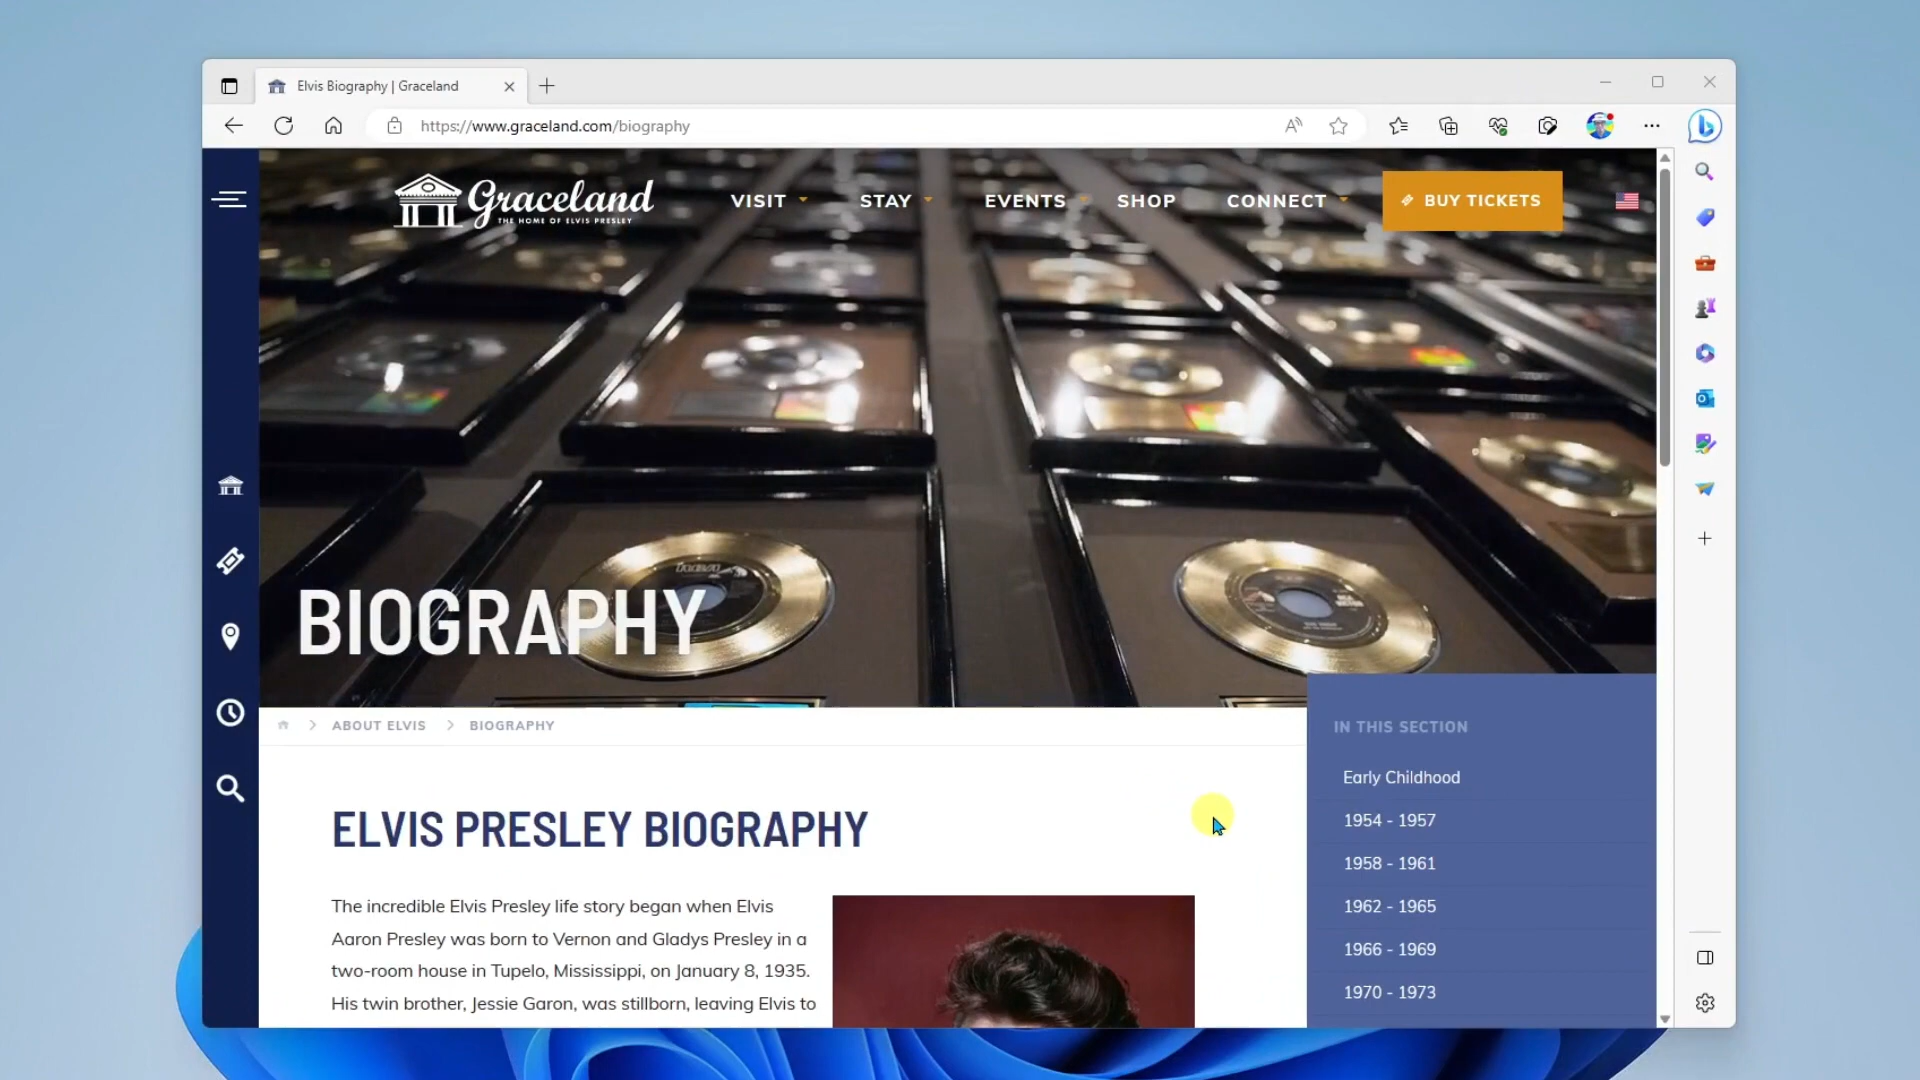 Elvis Biography | Graceland
https://www.graceland.com/biography
Graceland
THE HOME OF ELVIS PRESLEY
VISIT
STAY
EVENTS
SHOP
CONNECT
BUY TICKETS
BIOGRAPHY
ABOUT ELVIS
BIOGRAPHY
IN THIS SECTION
Early Childhood
1954 - 1957
1958 - 1961
1962 - 1965
1966 - 1969
1970 - 1973
ELVIS PRESLEY BIOGRAPHY
The incredible Elvis Presley life story began when Elvis
Aaron Presley was born to Vernon and Gladys Presley in a
two-room house in Tupelo, Mississippi, on January 8, 1935.
His twin brother, Jessie Garon, was stillborn, leaving Elvis to